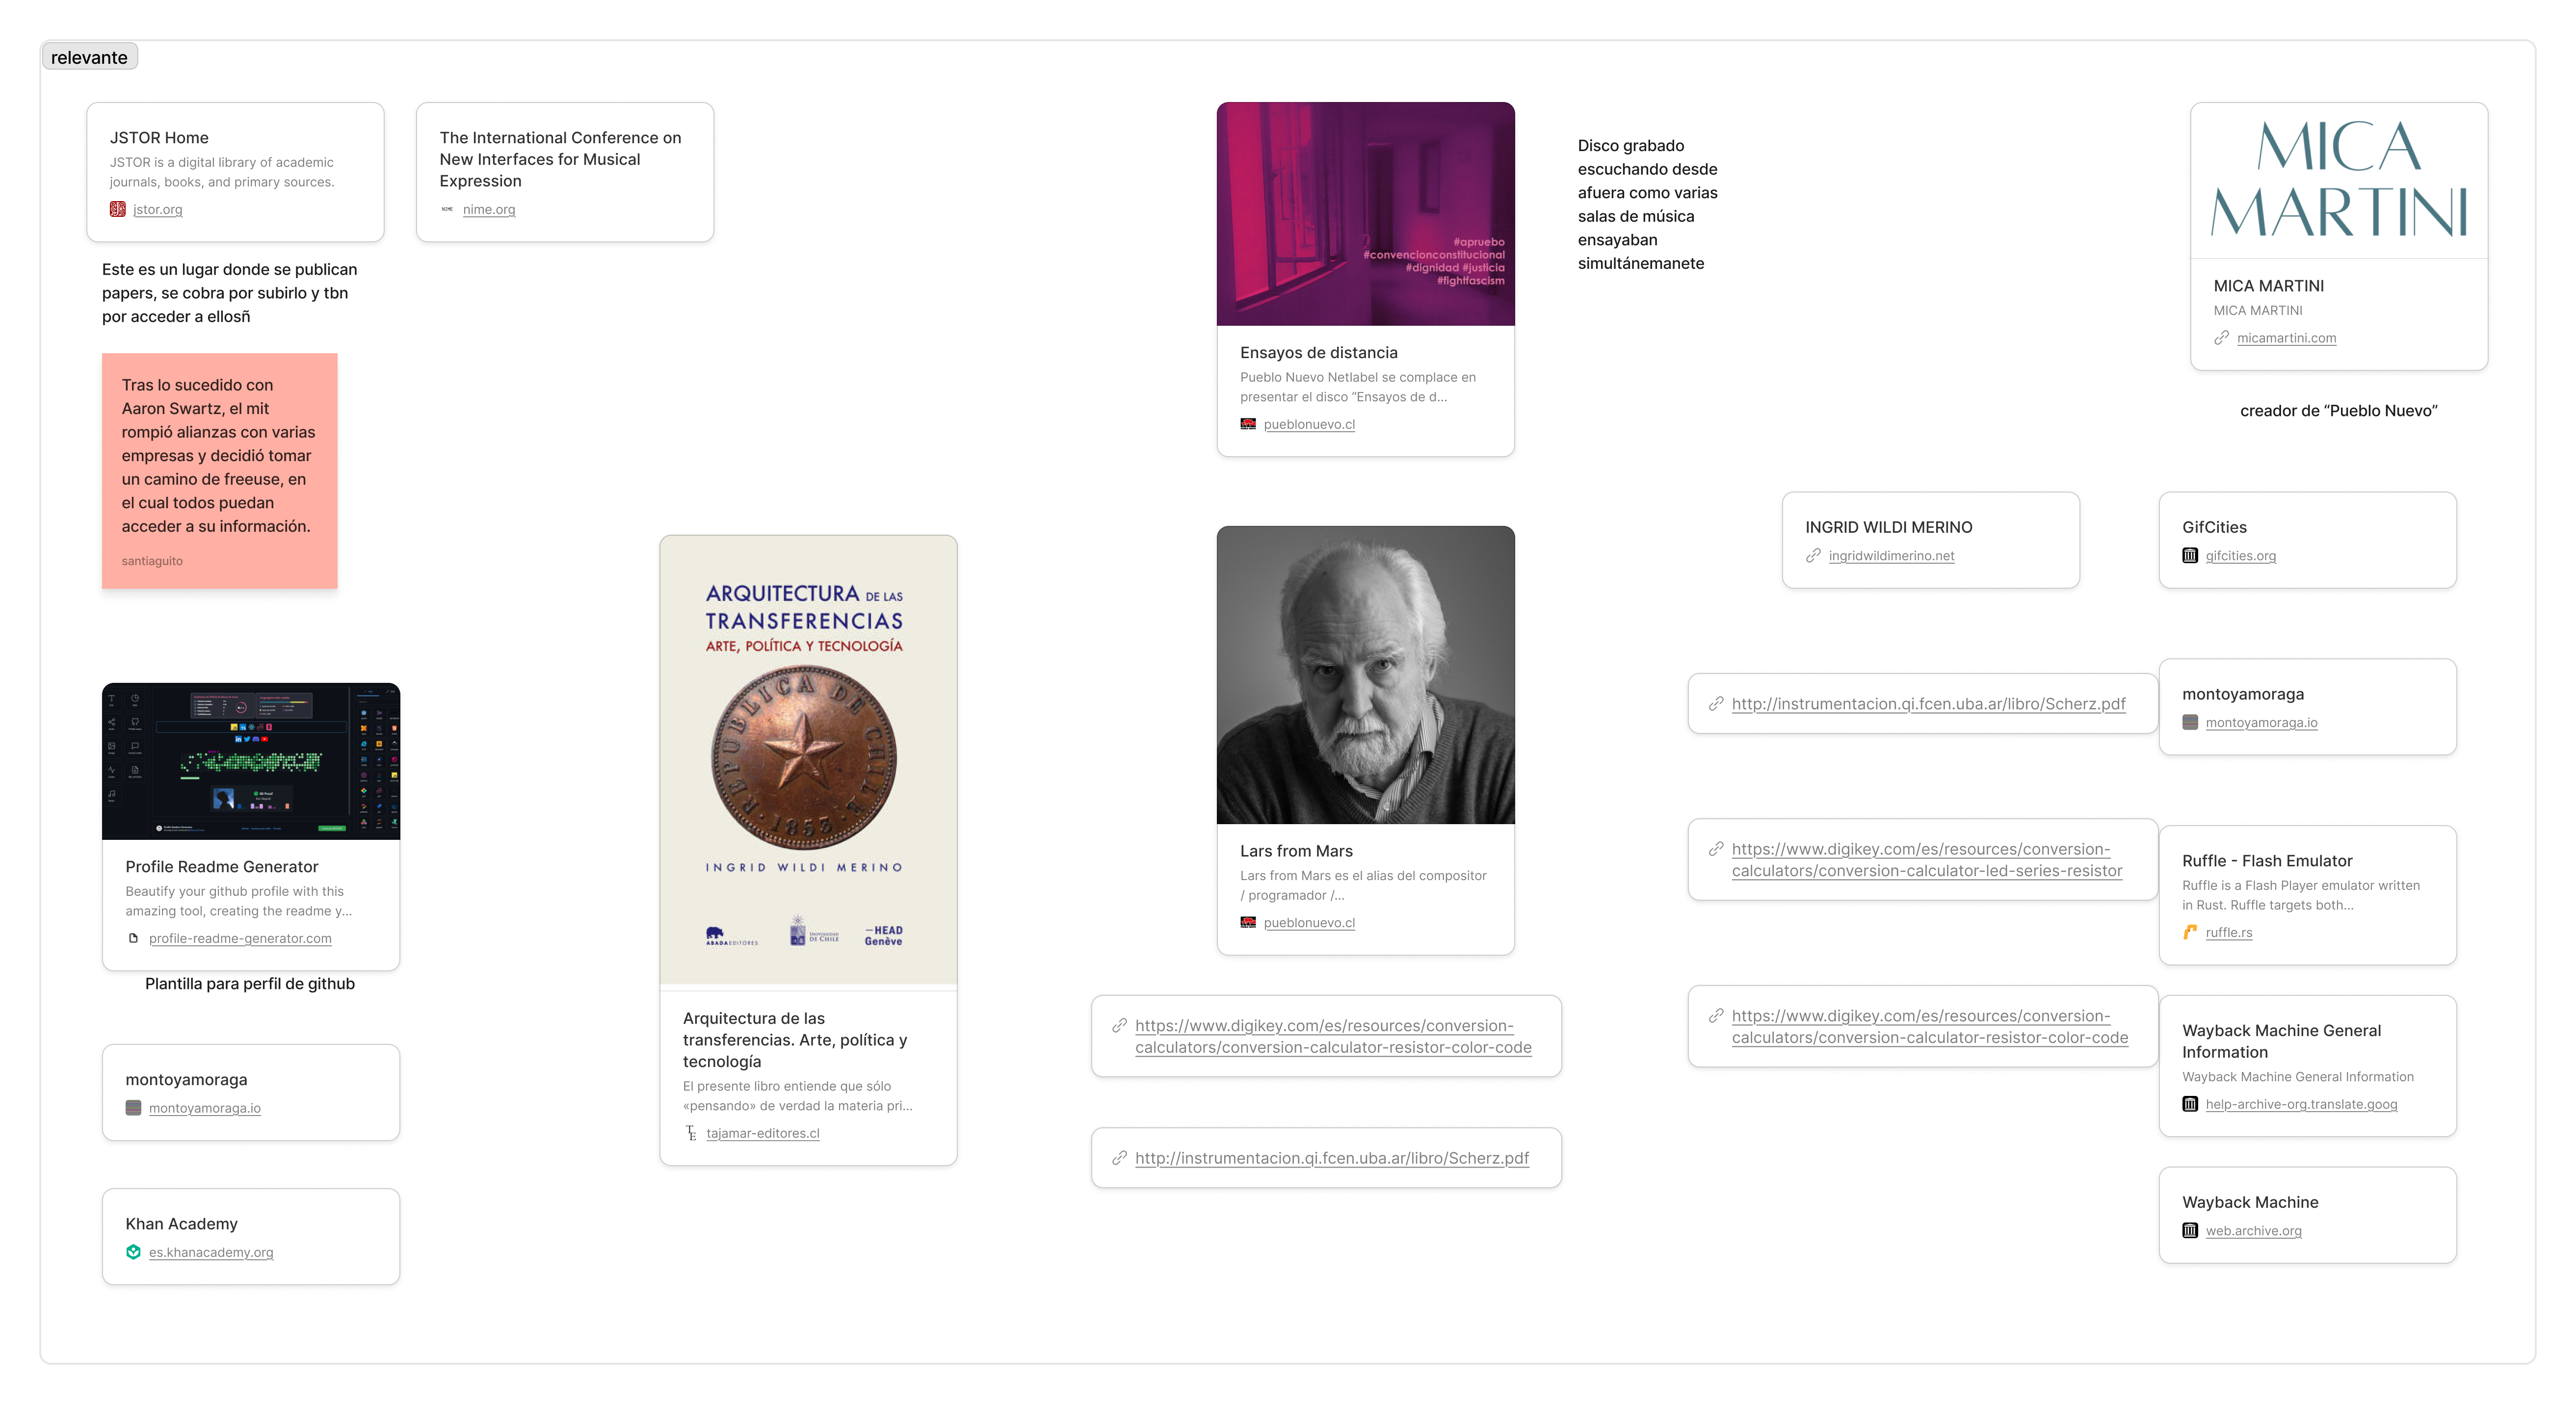 relevante
JSTOR Home
JSTOR is a digital library of academic
journals, books, and primary sources.
jstor.org
The International Conference on
New Interfaces for Musical
Expression
NIME
nime.org
Este es un lugar donde se publican
papers, se cobra por subirlo y tbn
por acceder a ellosñ
Tras lo sucedido con
Aaron Swartz, el mit
rompió alianzas con varias
empresas y decidió tomar
un camino de freeuse, en
el cual todos puedan
acceder a su información.
santiaguito
Profile Readme Generator
Beautify your github profile with this
amazing tool, creating the readme y...
profile-readme-generator.com
Plantilla para perfil de github
montoyamoraga
montoyamoraga.io
Khan Academy
es.khanacademy.org
ARQUITECTURA DE LAS
TRANSFERENCIAS
ARTE, POLÍTICA Y TECNOLOGÍA
REPUBLICA DE CHILE
1853
INGRID WILDI MERINO
ABADAEDITORES
UNIVERSIDAD
DE CHILE
—HEAD
Genève
Arquitectura de las
transferencias. Arte, política y
tecnología
El presente libro entiende que sólo
«pensando» de verdad la materia pri...
TE
tajamar-editores.cl
#apruebo
#convencionconstitucional
#dignidad #justicia
#fightfascism
Ensayos de distancia
Pueblo Nuevo Netlabel se complace en
presentar el disco “Ensayos de d...
pueblonuevo.cl
Disco grabado
escuchando desde
afuera como varias
salas de música
ensayaban
simultánemanete
Lars from Mars
Lars from Mars es el alias del compositor
/ programador /...
pueblonuevo.cl
https://www.digikey.com/es/resources/conversion-
calculators/conversion-calculator-resistor-color-code
http://instrumentacion.qi.fcen.uba.ar/libro/Scherz.pdf
MICA
MARTINI
MICA MARTINI
MICA MARTINI
micamartini.com
creador de “Pueblo Nuevo”
INGRID WILDI MERINO
ingridwildimerino.net
http://instrumentacion.qi.fcen.uba.ar/libro/Scherz.pdf
https://www.digikey.com/es/resources/conversion-
calculators/conversion-calculator-led-series-resistor
https://www.digikey.com/es/resources/conversion-
calculators/conversion-calculator-resistor-color-code
GifCities
gifcities.org
montoyamoraga
montoyamoraga.io
Ruffle - Flash Emulator
Ruffle is a Flash Player emulator written
in Rust. Ruffle targets both...
ruffle.rs
Wayback Machine General
Information
Wayback Machine General Information
help-archive-org.translate.goog
Wayback Machine
web.archive.org